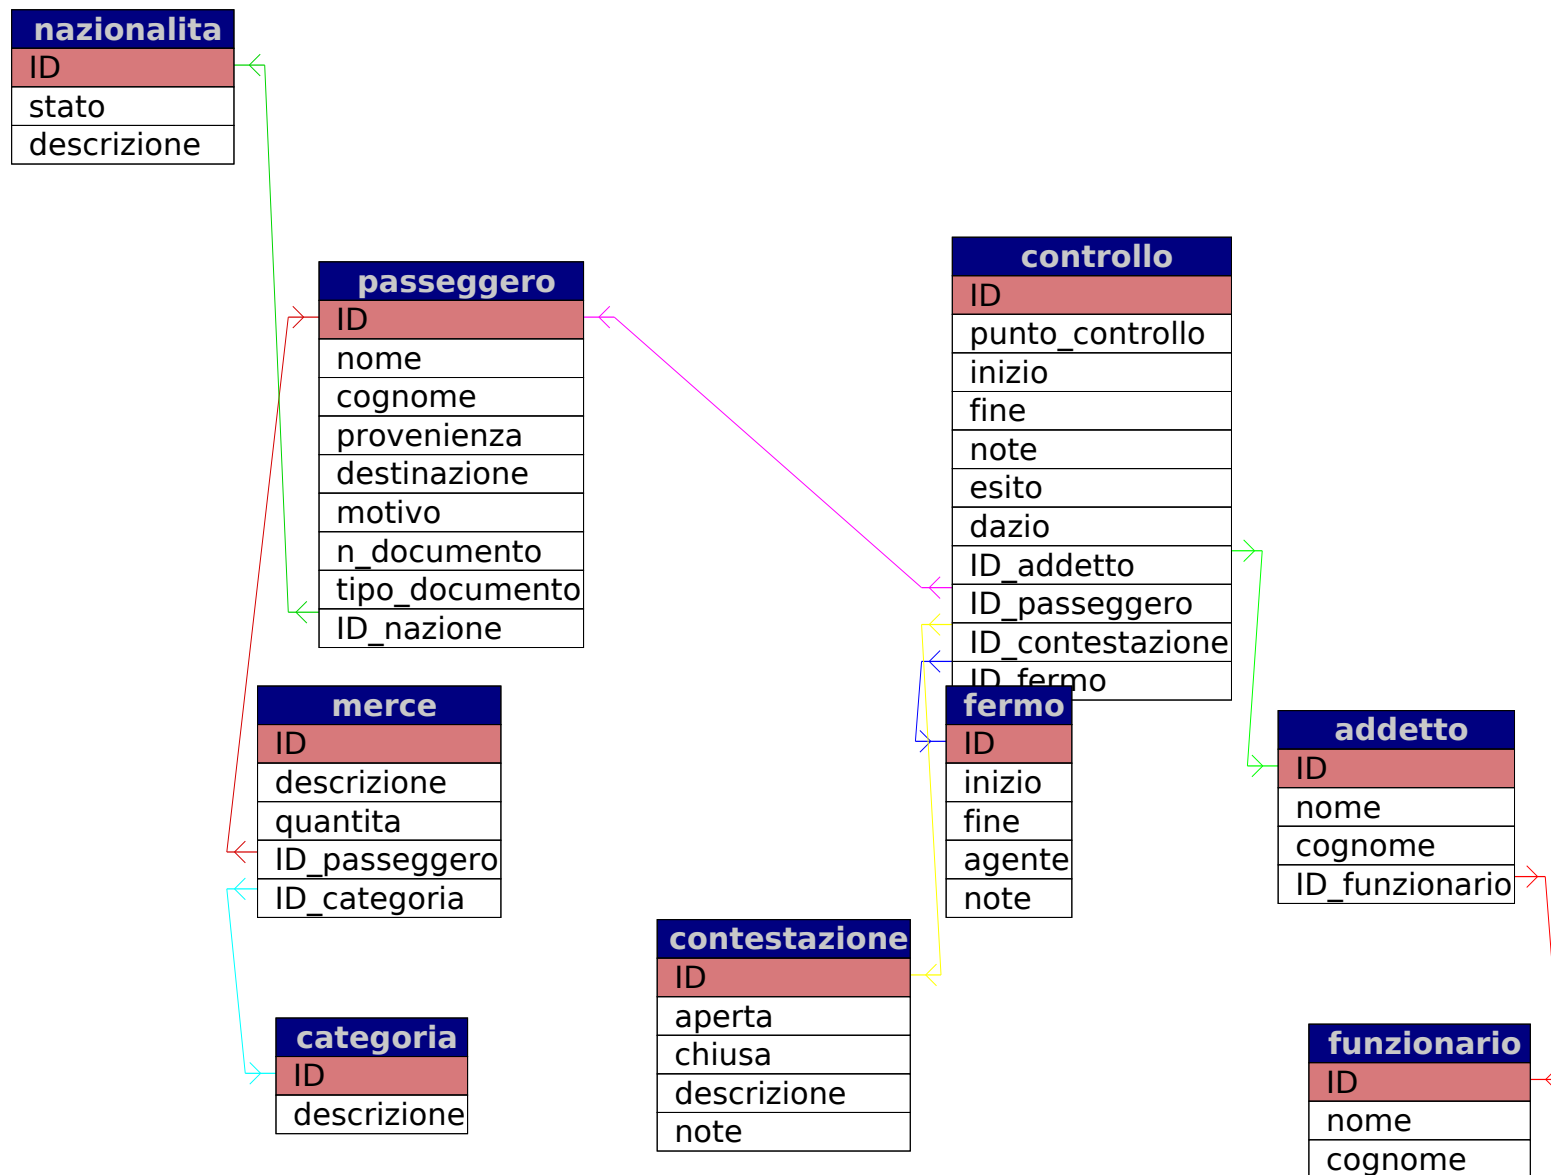 nazionalita
ID
stato
descrizione
passeggero
ID
nome
cognome
provenienza
destinazione
motivo
n_documento
tipo_documento
ID_nazione
controllo
ID
punto_controllo
inizio
fine
note
esito
dazio
ID_addetto
ID_passeggero
ID_contestazione
ID_fermo
merce
ID
descrizione
quantita
ID_passeggero
ID_categoria
fermo
ID
inizio
fine
agente
note
addetto
ID
nome
cognome
ID_funzionario
contestazione
ID
aperta
chiusa
descrizione
note
categoria
ID
descrizione
funzionario
ID
nome
cognome